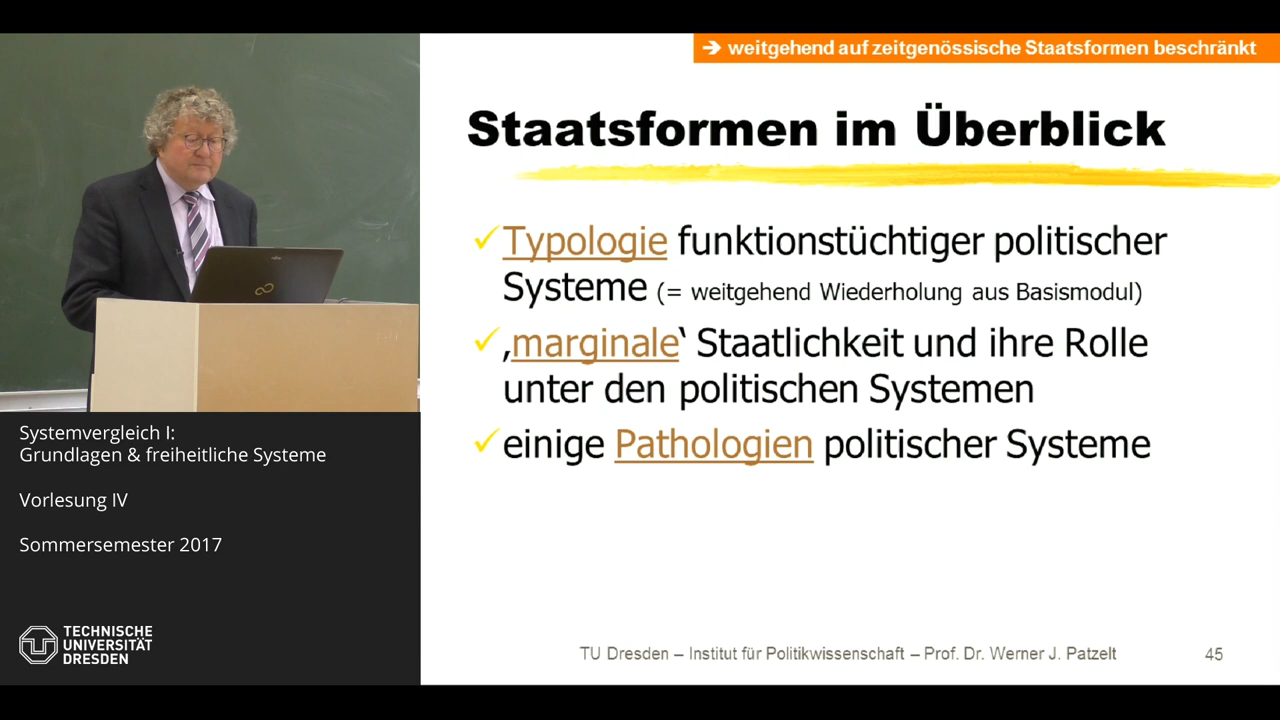 ➔ weitgehend auf zeitgenössische Staatsformen beschränkt
Staatsformen im Überblick
✓Typologie funktionstüchtiger politischer
Systeme (= weitgehend Wiederholung aus Basismodul)
✓‚marginale‛ Staatlichkeit und ihre Rolle
unter den politischen Systemen
✓einige Pathologien politischer Systeme
Systemvergleich I:
Grundlagen & freiheitliche Systeme
Vorlesung IV
Sommersemester 2017
TECHNISCHE
UNIVERSITÄT
DRESDEN
TU Dresden – Institut für Politikwissenschaft – Prof. Dr. Werner J. Patzelt 45